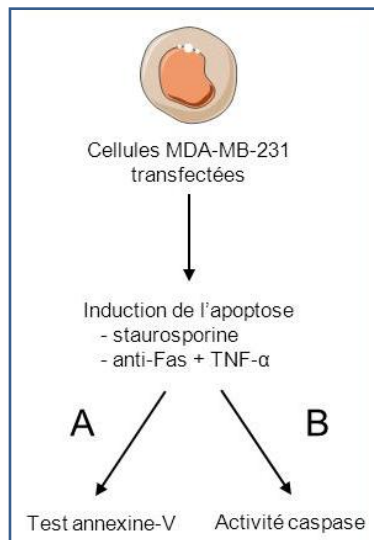 Cellules MDA-MB-231
transfectées
Induction de l'apoptose
- staurosporine
- anti-Fas + TNF-α
A
B
Test annexine-V
Activité caspase